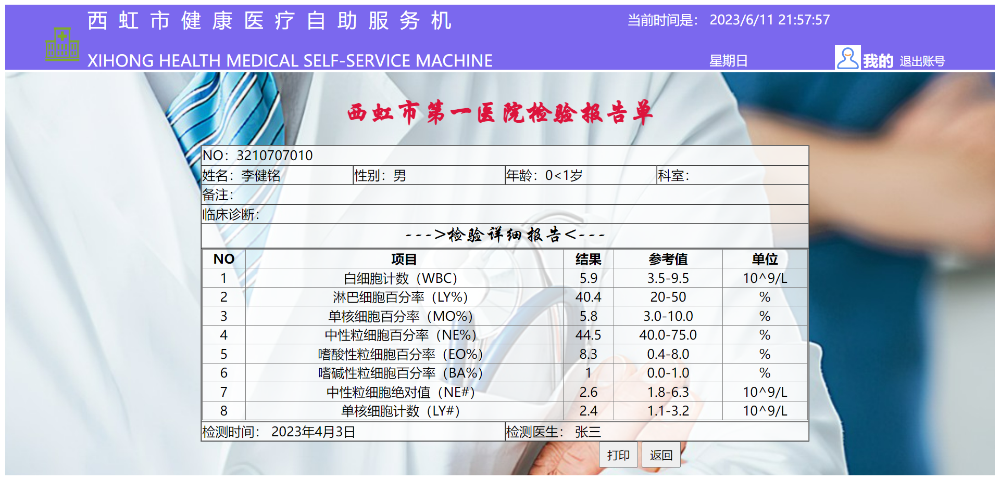 西虹市健康医疗自助服务机
当前时间是： 2023/6/11 21:57:57
XIHONG HEALTH MEDICAL SELF-SERVICE MACHINE
星期日
我的 退出账号
西虹市第一医院检验报告单
NO：3210707010
姓名：李健铭 性别：男 年龄：0<1岁 科室：
备注：
临床诊断：
--->检验详细报告<---
NO 项目 结果 参考值 单位
1 白细胞计数（WBC） 5.9 3.5-9.5 10^9/L
2 淋巴细胞百分率（LY%） 40.4 20-50 %
3 单核细胞百分率（MO%） 5.8 3.0-10.0 %
4 中性粒细胞百分率（NE%） 44.5 40.0-75.0 %
5 嗜酸性粒细胞百分率（EO%） 8.3 0.4-8.0 %
6 嗜碱性粒细胞百分率（BA%） 1 0.0-1.0 %
7 中性粒细胞绝对值（NE#） 2.6 1.8-6.3 10^9/L
8 单核细胞计数（LY#） 2.4 1.1-3.2 10^9/L
检测时间： 2023年4月3日 检测医生： 张三
打印 返回